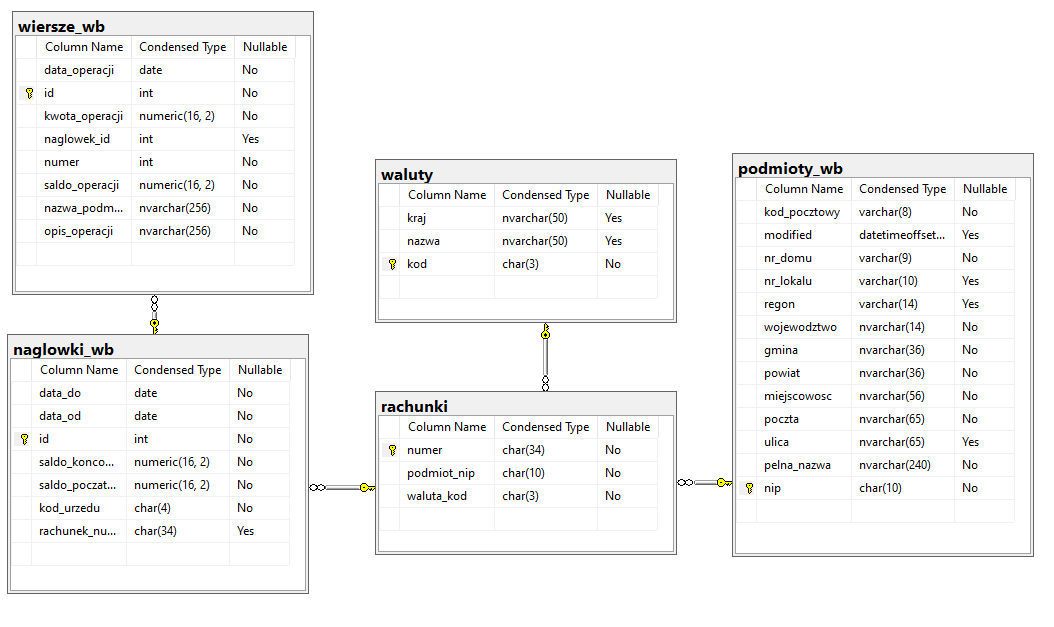 wiersze_wb
Column Name Condensed Type Nullable
data_operacji date No
id int No
kwota_operacji numeric(16, 2) No
naglowek_id int Yes
numer int No
saldo_operacji numeric(16, 2) No
nazwa_podm... nvarchar(256) No
opis_operacji nvarchar(256) No
naglowki_wb
Column Name Condensed Type Nullable
data_do date No
data_od date No
id int No
saldo_konco... numeric(16, 2) No
saldo_poczat... numeric(16, 2) No
kod_urzedu char(4) No
rachunek_nu... char(34) Yes
waluty
Column Name Condensed Type Nullable
kraj nvarchar(50) Yes
nazwa nvarchar(50) Yes
kod char(3) No
rachunki
Column Name Condensed Type Nullable
numer char(34) No
podmiot_nip char(10) No
waluta_kod char(3) No
podmioty_wb
Column Name Condensed Type Nullable
kod_pocztowy varchar(8) No
modified datetimeoffset... Yes
nr_domu varchar(9) No
nr_lokalu varchar(10) Yes
regon varchar(14) Yes
wojewodztwo nvarchar(14) No
gmina nvarchar(36) No
powiat nvarchar(36) No
miejscowosc nvarchar(56) No
poczta nvarchar(65) No
ulica nvarchar(65) Yes
pelna_nazwa nvarchar(240) No
nip char(10) No